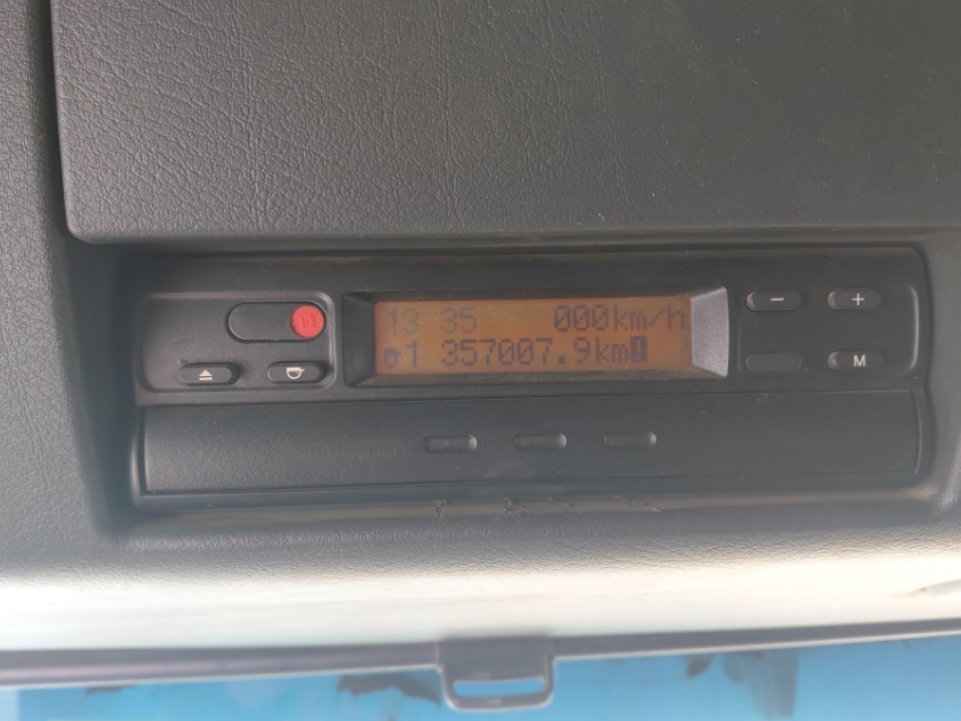 13 35 000km/h
1 357007.9km!
- +
M